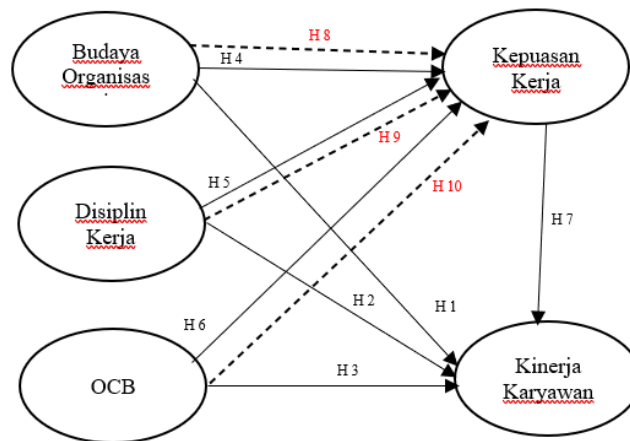 Budaya
Organisas
H 8
H 4
Kepuasan
Kerja
H 5
H 9
H 10
Disiplin
Kerja
H 7
H 6
H 2
H 1
OCB
H 3
Kinerja
Karyawan